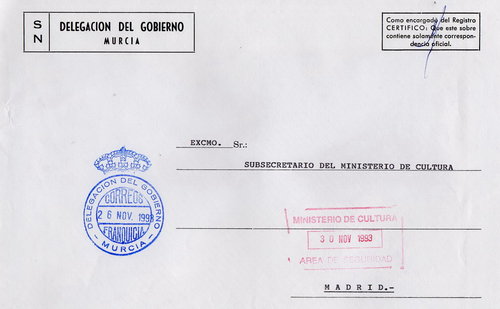 S
N
DELEGACION DEL GOBIERNO
MURCIA
Como encargado del Registro
CERTIFICO: Que este sobre
contiene solamente correspon-
dencia oficial.
EXCMO. Sr.:
SUBSECRETARIO DEL MINISTERIO DE CULTURA
DELEGACION DEL GOBIERNO
CORREOS
26 NOV. 1993
FRANQUICIA
- MURCIA -
MINISTERIO DE CULTURA
30 NOV 1993
AREA DE SEGURIDAD
MADRID.-